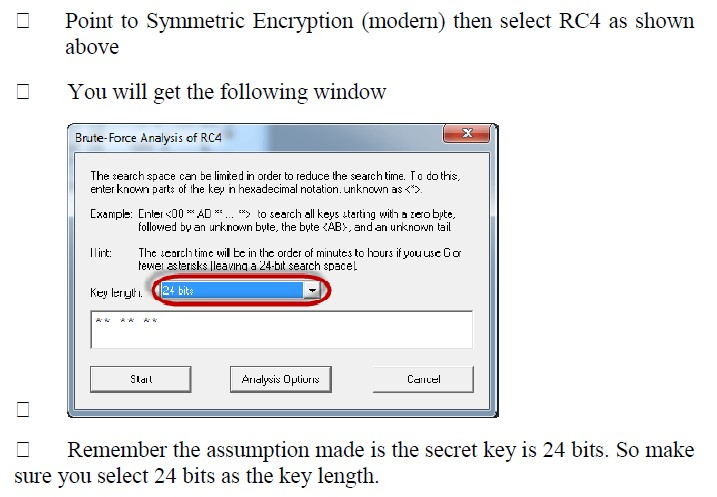 □ Point to Symmetric Encryption (modern) then select RC4 as shown
above
□ You will get the following window
Brute-Force Analysis of RC4
The search space can be limited in order to reduce the search time. To do this,
enter known parts of the key in hexadecimal notation, unknown as <*>.
Example: Enter <00 ** AD ** ... **> to search all keys starting with a zero byte,
followed by an unknown byte, the byte <AB>, and an unknown tail
Hint: The search time will be in the order of minutes to hours if you use 6 or
fewer asterisks (leaving a 24-bit search space).
Key length: 24 bits
** ** **
Start Analysis Options Cancel
□
□ Remember the assumption made is the secret key is 24 bits. So make
sure you select 24 bits as the key length.